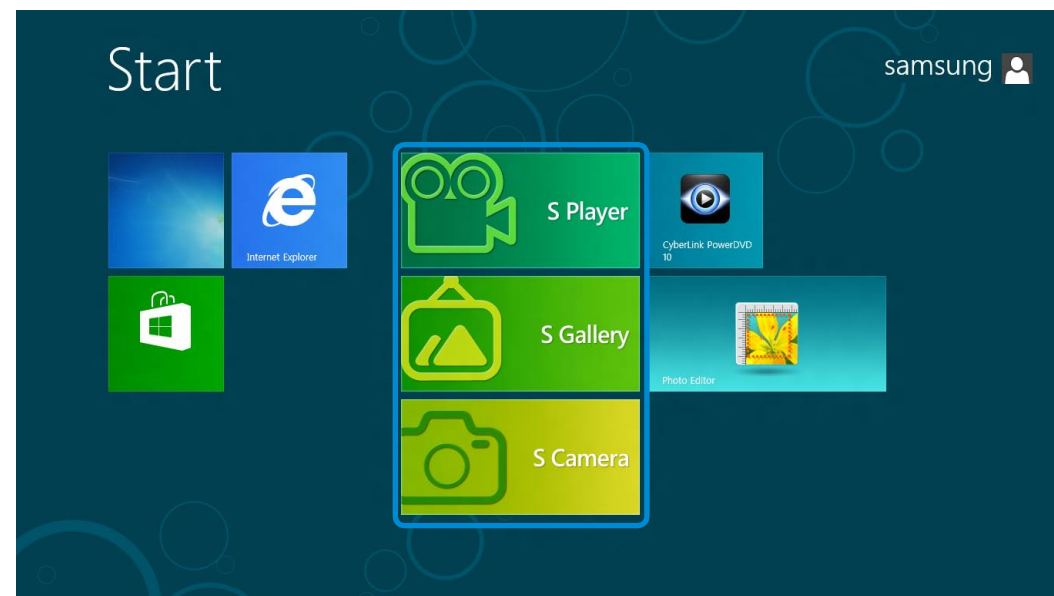 Start
samsung
S Player
CyberLink PowerDVD
10
Internet Explorer
S Gallery
Photo Editor
S Camera